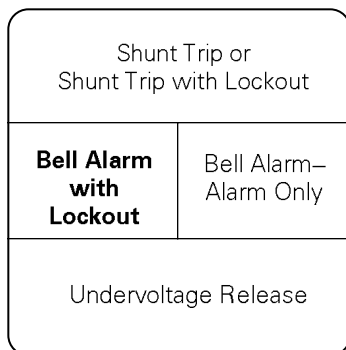 Shunt Trip or
Shunt Trip with Lockout
Bell Alarm
with
Lockout
Bell Alarm–
Alarm Only
Undervoltage Release